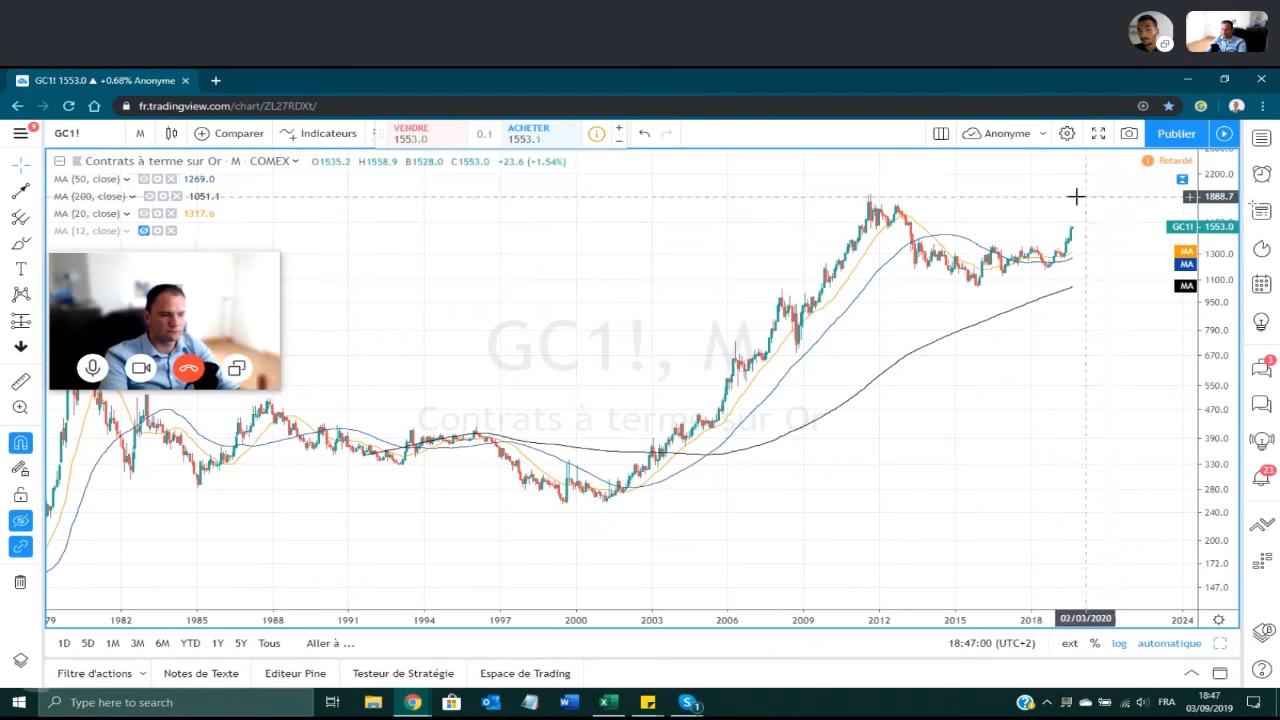 GC1! 1553.0 ▲ +0.68% Anonyme
fr.tradingview.com/chart/ZL27RDXt/
9
GC1! M Comparer Indicateurs VENDRE 1553.0 0.1 ACHETER 1553.1 Anonyme Publier
Contrats à terme sur Or • M • COMEX O1535.2 H1558.9 B1528.0 C1553.0 +23.6 (+1.54%)
Retardé
MA (50, close) 1269.0
MA (200, close) 1051.1
MA (20, close) 1317.6
MA (12, close)
2200.0
1888.7
GC1! 1553.0
MA
1300.0
MA
1100.0
MA
950.0
790.0
670.0
550.0
470.0
390.0
330.0
280.0
240.0
200.0
172.0
147.0
GC1!, M
Contrats à terme sur Or
3
23
79 1982 1985 1988 1991 1994 1997 2000 2003 2006 2009 2012 2015 2018 02/03/2020 2024
1D 5D 1M 3M 6M YTD 1Y 5Y Tous Aller à ... 18:47:00 (UTC+2) ext % log automatique
Filtre d'actions Notes de Texte Editeur Pine Testeur de Stratégie Espace de Trading
Type here to search
1
FRA
18:47
03/09/2019